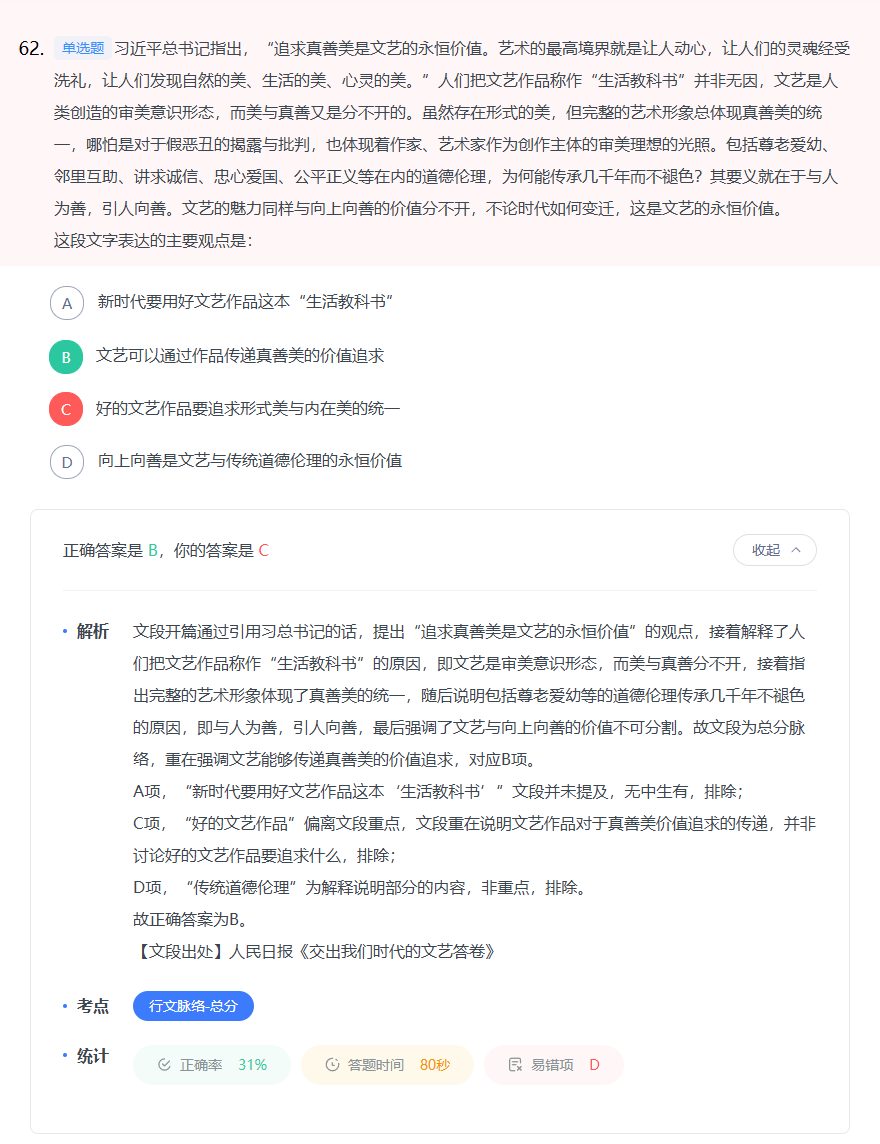 62. 单选题 习近平总书记指出，“追求真善美是文艺的永恒价值。艺术的最高境界就是让人动心，让人们的灵魂经受
洗礼，让人们发现自然的美、生活的美、心灵的美。”人们把文艺作品称作“生活教科书”并非无因，文艺是人
类创造的审美意识形态，而美与真善又是分不开的。虽然存在形式的美，但完整的艺术形象总体现真善美的统
一，哪怕是对于假恶丑的揭露与批判，也体现着作家、艺术家作为创作主体的审美理想的光照。包括尊老爱幼、
邻里互助、讲求诚信、忠心爱国、公平正义等在内的道德伦理，为何能传承几千年而不褪色？其要义就在于与人
为善，引人向善。文艺的魅力同样与向上向善的价值分不开，不论时代如何变迁，这是文艺的永恒价值。
这段文字表达的主要观点是：
A 新时代要用好文艺作品这本“生活教科书”
B 文艺可以通过作品传递真善美的价值追求
C 好的文艺作品要追求形式美与内在美的统一
D 向上向善是文艺与传统道德伦理的永恒价值
正确答案是 B，你的答案是 C 收起
解析 文段开篇通过引用习总书记的话，提出“追求真善美是文艺的永恒价值”的观点，接着解释了人
们把文艺作品称作“生活教科书”的原因，即文艺是审美意识形态，而美与真善分不开，接着指
出完整的艺术形象体现了真善美的统一，随后说明包括尊老爱幼等的道德伦理传承几千年不褪色
的原因，即与人为善，引人向善，最后强调了文艺与向上向善的价值不可分割。故文段为总分脉
络，重在强调文艺能够传递真善美的价值追求，对应B项。
A项，“新时代要用好文艺作品这本‘生活教科书’”文段并未提及，无中生有，排除；
C项，“好的文艺作品”偏离文段重点，文段重在说明文艺作品对于真善美价值追求的传递，并非
讨论好的文艺作品要追求什么，排除；
D项，“传统道德伦理”为解释说明部分的内容，非重点，排除。
故正确答案为B。
【文段出处】人民日报《交出我们时代的文艺答卷》
考点 行文脉络-总分
统计 正确率 31% 答题时间 80秒 易错项 D